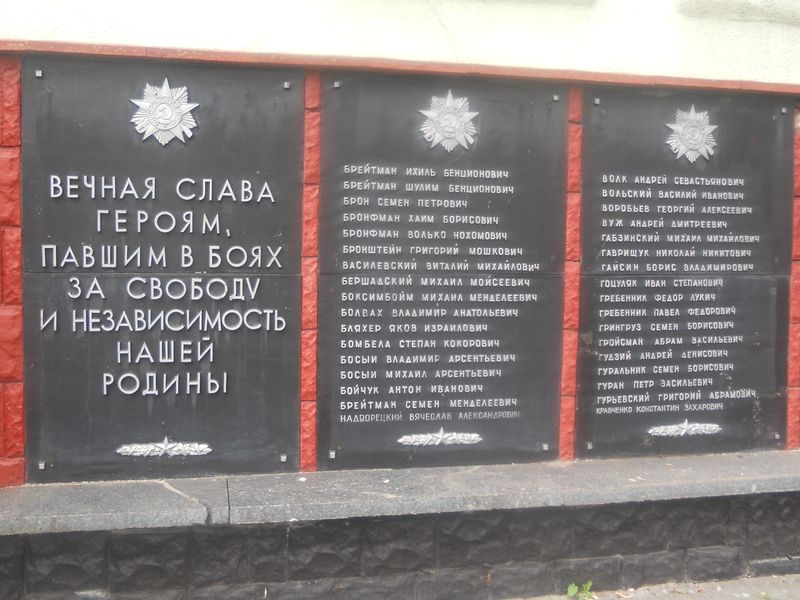 ВЕЧНАЯ СЛАВА
ГЕРОЯМ,
ПАВШИМ В БОЯХ
ЗА СВОБОДУ
И НЕЗАВИСИМОСТЬ
НАШЕЙ
РОДИНЫ
БРЕЙТМАН ИХИЛЬ БЕНЦИОНОВИЧ
БРЕЙТМАН ШУЛИМ БЕНЦИОНОВИЧ
БРОН СЕМЕН ПЕТРОВИЧ
БРОНФМАН ХАИМ БОРИСОВИЧ
БРОНФМАН ВОЛЬКО НОХОМОВИЧ
БРОНШТЕЙН ГРИГОРИЙ МОШКОВИЧ
ВАСИЛЕВСКИЙ ВИТАЛИЙ МИХАЙЛОВИЧ
БЕРШАДСКИЙ МИХАИЛ МОЙСЕЕВИЧ
БОКСИМБОЙМ МИХАИЛ МЕНДЕЛЕЕВИЧ
БОЛВАХ ВЛАДИМИР АНАТОЛЬЕВИЧ
БЛЯХЕР ЯКОВ ИЗРАИЛОВИЧ
БОМБЕЛА СТЕПАН КОКОРОВИЧ
БОСЫЙ ВЛАДИМИР АРСЕНТЬЕВИЧ
БОСЫЙ МИХАИЛ АРСЕНТЬЕВИЧ
БОЙЧУК АНТОН ИВАНОВИЧ
БРЕЙТМАН СЕМЕН МЕНДЕЛЕЕВИЧ
НАДВОРЕЦКИЙ ВЯЧЕСЛАВ АЛЕКСАНДРОВИЧ
ВОЛК АНДРЕЙ СЕВАСТЬЯНОВИЧ
ВОЛЬСКИЙ ВАСИЛИЙ ИВАНОВИЧ
ВОРОБЬЕВ ГЕОРГИЙ АЛЕКСЕЕВИЧ
ВУЖ АНДРЕЙ ДМИТРЕЕВИЧ
ГАБЗИНСКИЙ МИХАИЛ МИХАЙЛОВИЧ
ГАВРИЩУК НИКОЛАЙ НИКИТОВИЧ
ГАЙСИН БОРИС ВЛАДИМИРОВИЧ
ГОЦУЛЯК ИВАН СТЕПАНОВИЧ
ГРЕБЕННИК ФЕДОР ЛУКИЧ
ГРЕБЕННИК ПАВЕЛ ФЕДОРОВИЧ
ГРИНГРУЗ СЕМЕН БОРИСОВИЧ
ГРОЙСМАН АБРАМ ВАСИЛЬЕВИЧ
ГУДЗИЙ АНДРЕЙ ДЕНИСОВИЧ
ГУРАЛЬНИК СЕМЕН БОРИСОВИЧ
ГУРАН ПЕТР ВАСИЛЬЕВИЧ
ГУРЬЕВСКИЙ ГРИГОРИЙ АБРАМОВИЧ
КРАВЧЕНКО КОНСТАНТИН ЗАХАРОВИЧ